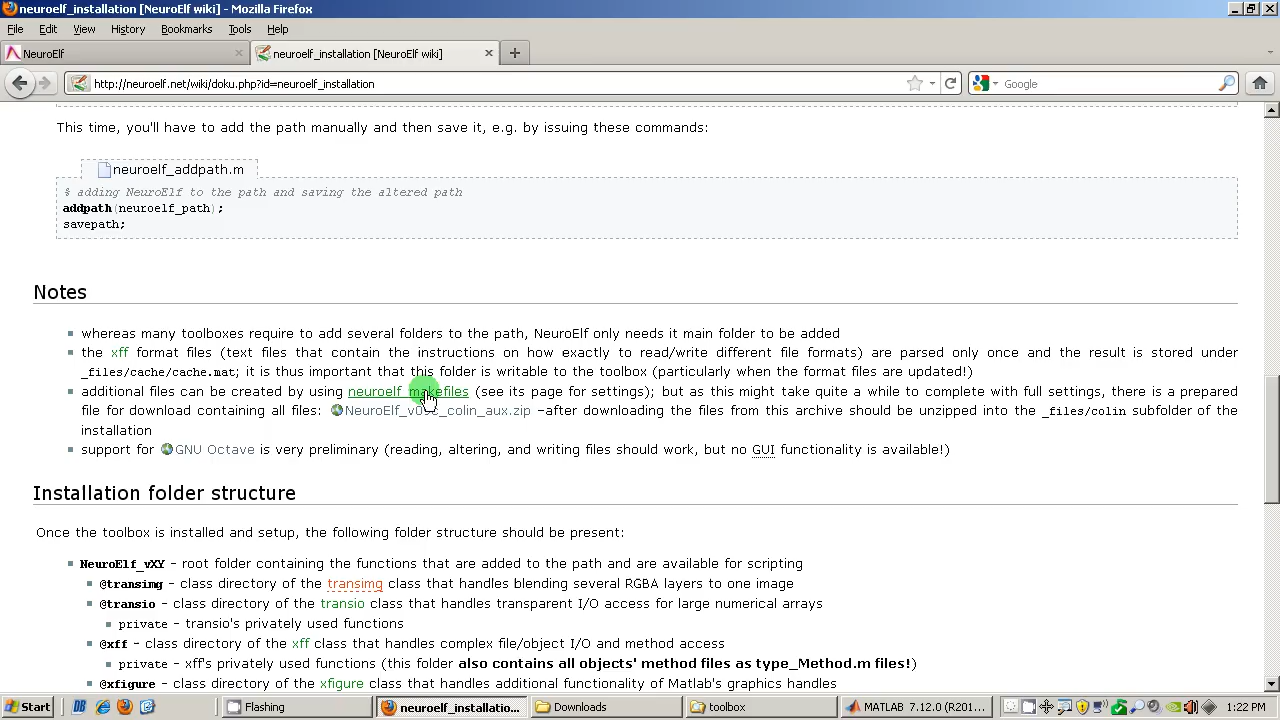 neuroelf_installation [NeuroElf wiki] - Mozilla Firefox
File Edit View History Bookmarks Tools Help
NeuroElf
neuroelf_installation [NeuroElf wiki]
http://neuroelf.net/wiki/doku.php?id=neuroelf_installation
Google
This time, you'll have to add the path manually and then save it, e.g. by issuing these commands:
neuroelf_addpath.m
% adding NeuroElf to the path and saving the altered path
addpath(neuroelf_path);
savepath;
Notes
whereas many toolboxes require to add several folders to the path, NeuroElf only needs it main folder to be added
the xff format files (text files that contain the instructions on how exactly to read/write different file formats) are parsed only once and the result is stored under
_files/cache/cache.mat; it is thus important that this folder is writable to the toolbox (particularly when the format files are updated!)
additional files can be created by using neuroelf_makefiles (see its page for settings); but as this might take quite a while to complete with full settings, there is a prepared
file for download containing all files: _colin_aux.zip -after downloading the files from this archive should be unzipped into the _files/colin subfolder of the
installation
support for GNU Octave is very preliminary (reading, altering, and writing files should work, but no GUI functionality is available!)
Installation folder structure
Once the toolbox is installed and setup, the following folder structure should be present:
NeuroElf_vXY - root folder containing the functions that are added to the path and are available for scripting
@transimg - class directory of the transimg class that handles blending several RGBA layers to one image
@transio - class directory of the transio class that handles transparent I/O access for large numerical arrays
private - transio's privately used functions
@xff - class directory of the xff class that handles complex file/object I/O and method access
private - xff's privately used functions (this folder also contains all objects' method files as type_Method.m files!)
@xfigure - class directory of the xfigure class that handles additional functionality of Matlab's graphics handles
Start
Flashing
neuroelf_installatio...
Downloads
toolbox
MATLAB 7.12.0 (R201...
1:22 PM